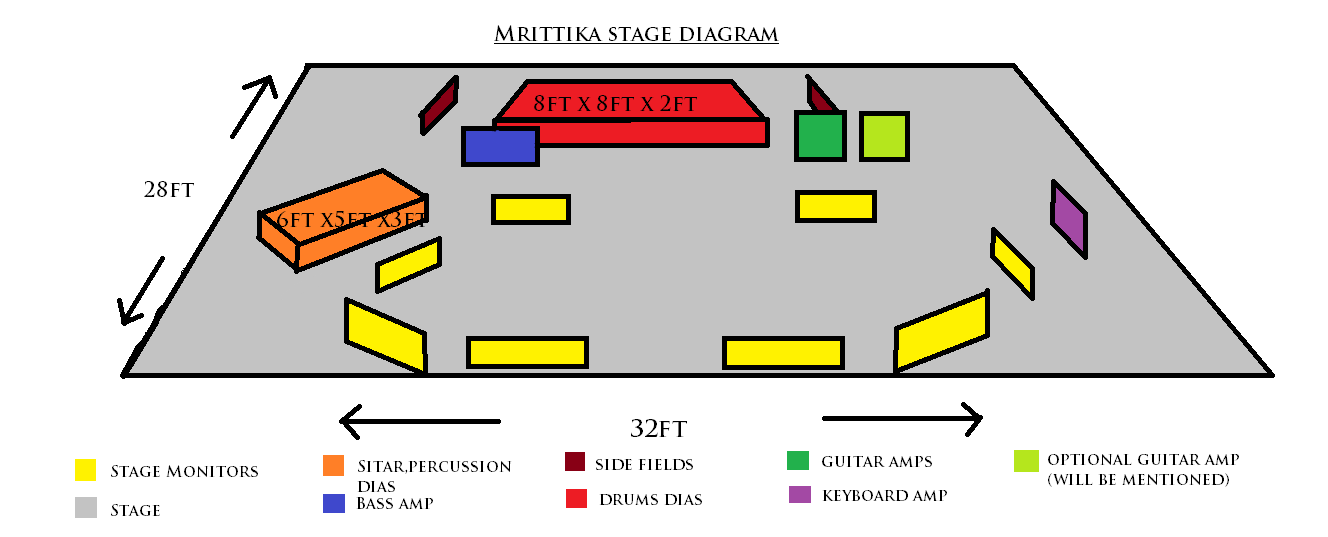 Mrittika stage diagram
8ft x 8ft x 2ft
28ft
6ft x5ft x3ft
32ft
Stage Monitors
Stage
Sitar,percussion
dias
Bass amp
side fields
drums dias
guitar amps
keyboard amp
optional guitar amp
(will be mentioned)